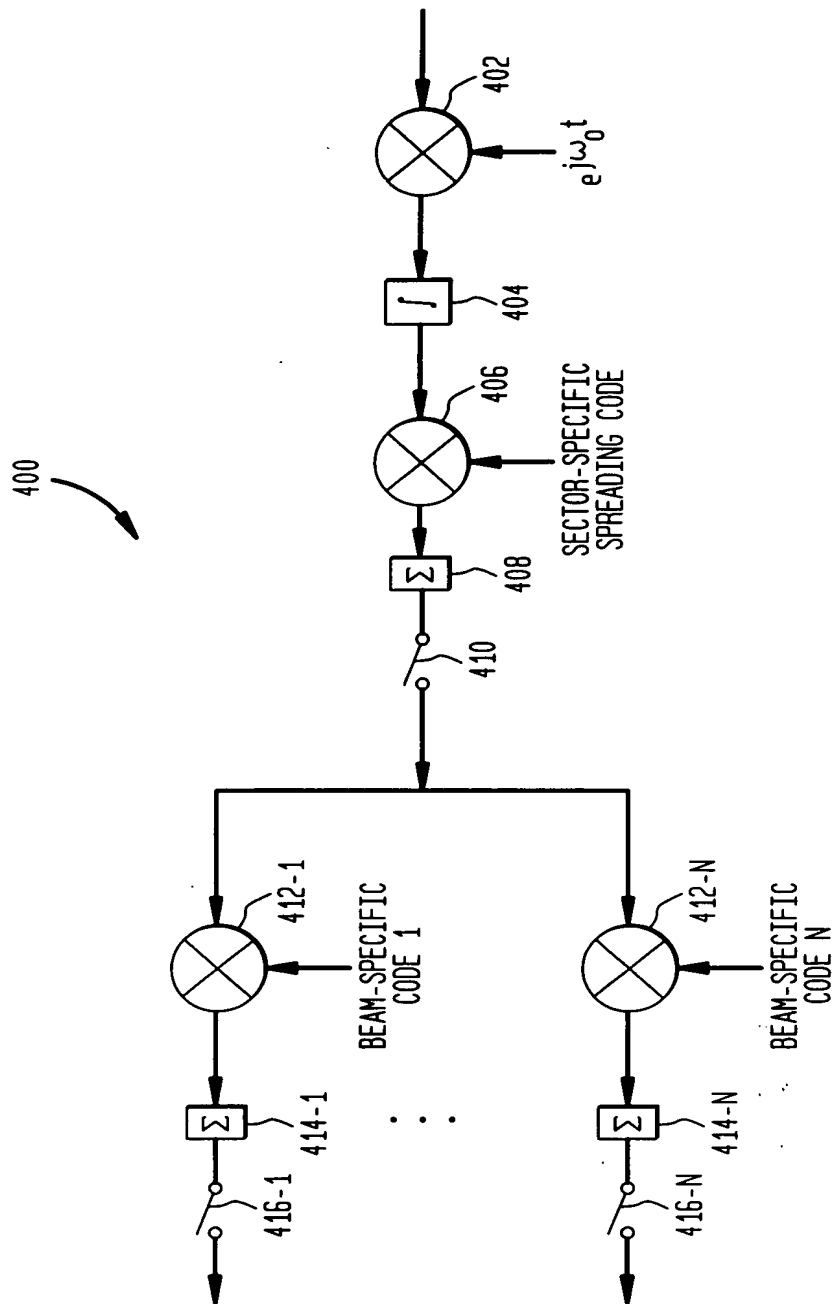 400
402
e^{jω_0t}
404
406
SECTOR-SPECIFIC
SPREADING CODE
Σ
408
410
412-1
BEAM-SPECIFIC
CODE 1
Σ
414-1
416-1
. . .
412-N
BEAM-SPECIFIC
CODE N
Σ
414-N
416-N
∫